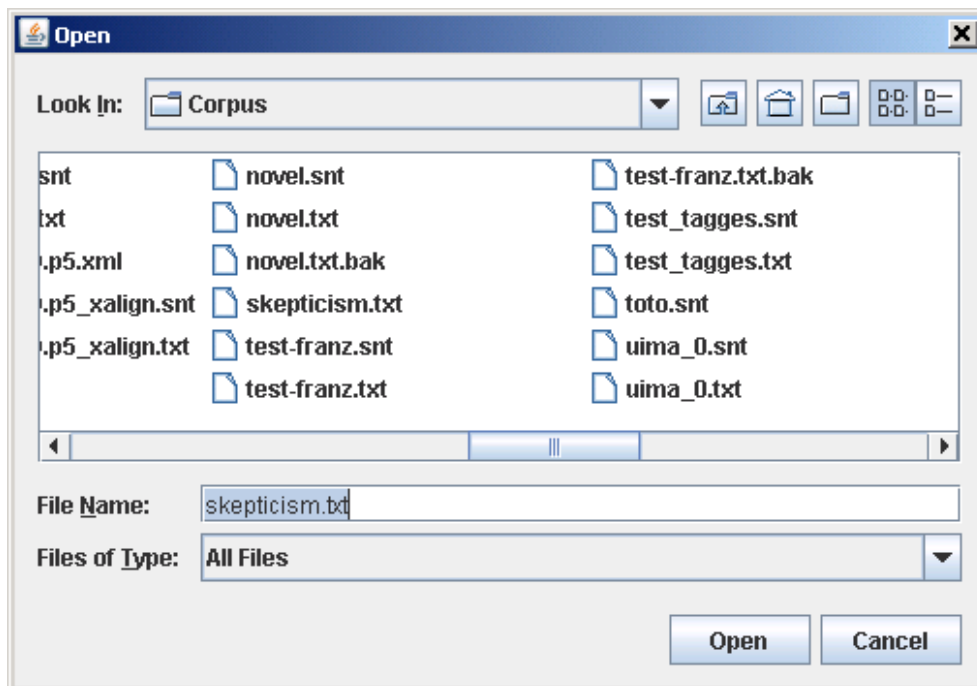 Open
Look In: Corpus
snt novel.snt test-franz.txt.bak
txt novel.txt test_tagges.snt
.p5.xml novel.txt.bak test_tagges.txt
.p5_xalign.snt skepticism.txt toto.snt
.p5_xalign.txt test-franz.snt uima_0.snt
test-franz.txt uima_0.txt
File Name: skepticism.txt
Files of Type: All Files
Open Cancel